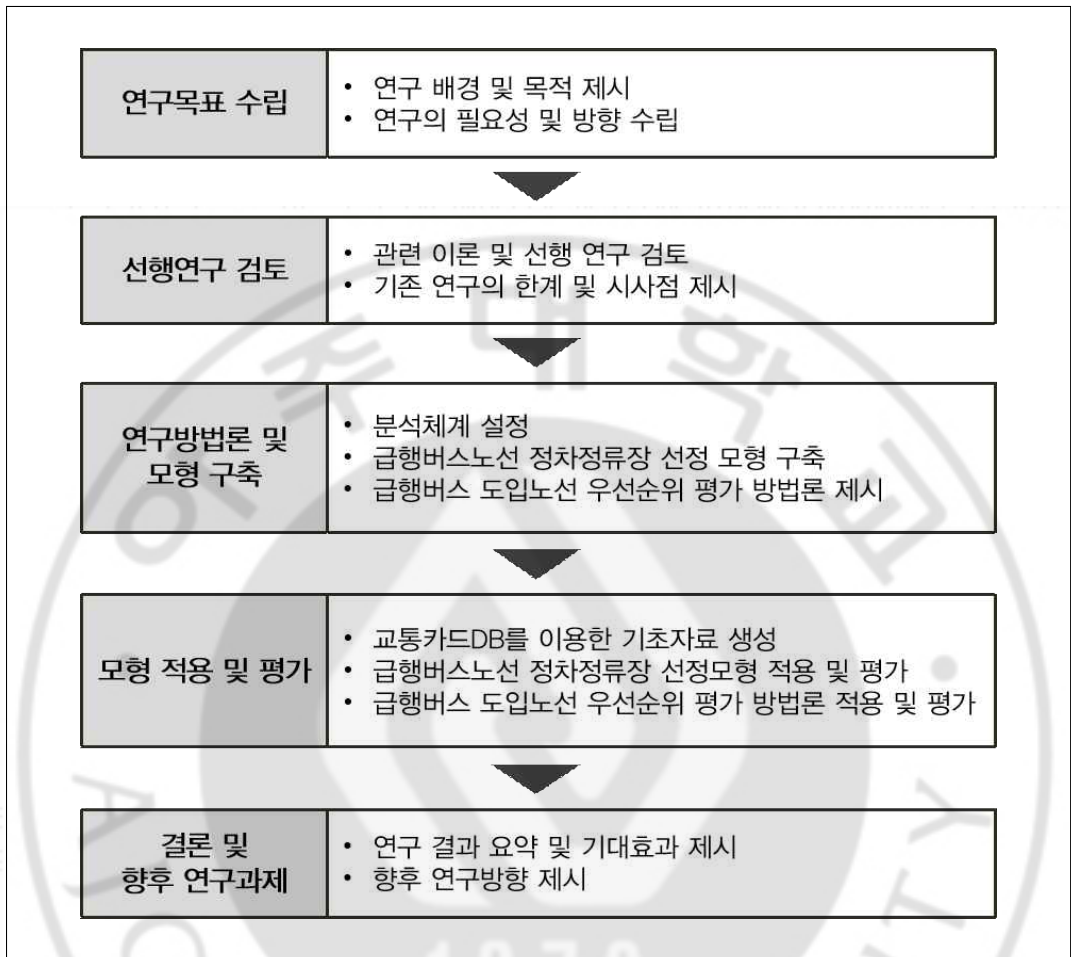 연구목표 수립
• 연구 배경 및 목적 제시
• 연구의 필요성 및 방향 수립
선행연구 검토
• 관련 이론 및 선행 연구 검토
• 기존 연구의 한계 및 시사점 제시
연구방법론 및
모형 구축
• 분석체계 설정
• 급행버스노선 정차정류장 선정 모형 구축
• 급행버스 도입노선 우선순위 평가 방법론 제시
모형 적용 및 평가
• 교통카드DB를 이용한 기초자료 생성
• 급행버스노선 정차정류장 선정모형 적용 및 평가
• 급행버스 도입노선 우선순위 평가 방법론 적용 및 평가
결론 및
향후 연구과제
• 연구 결과 요약 및 기대효과 제시
• 향후 연구방향 제시
아주대학교